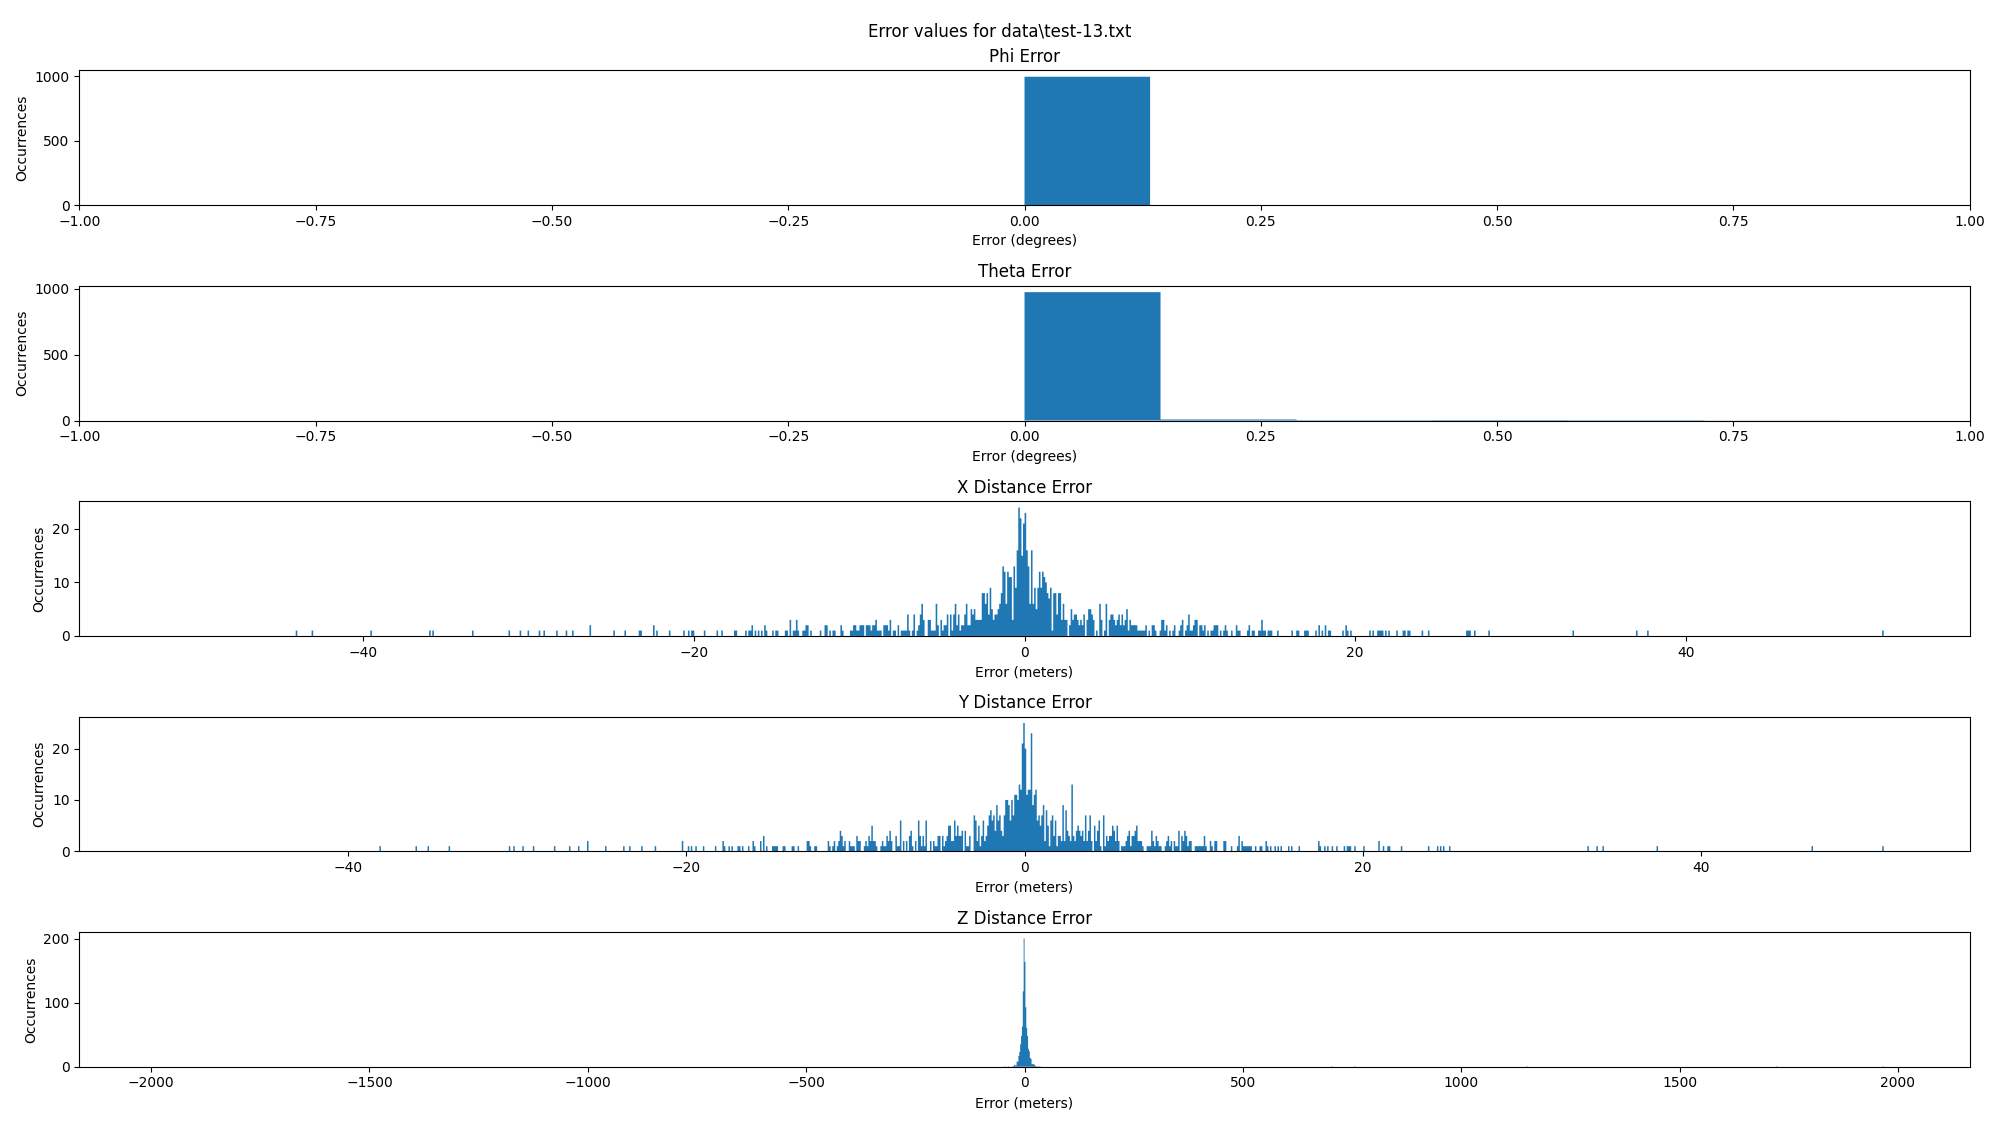 Error values for data\test-13.txt
Phi Error
Occurrences
1000
500
0
−1.00 −0.75 −0.50 −0.25 0.00 0.25 0.50 0.75 1.00
Error (degrees)
Theta Error
Occurrences
1000
500
0
−1.00 −0.75 −0.50 −0.25 0.00 0.25 0.50 0.75 1.00
Error (degrees)
X Distance Error
Occurrences
20
10
0
−40 −20 0 20 40
Error (meters)
Y Distance Error
Occurrences
20
10
0
−40 −20 0 20 40
Error (meters)
Z Distance Error
Occurrences
200
100
0
−2000 −1500 −1000 −500 0 500 1000 1500 2000
Error (meters)